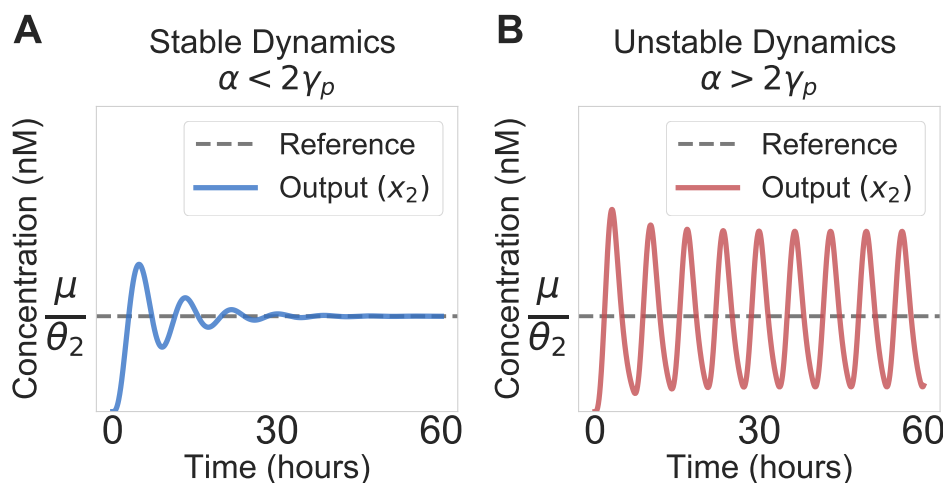 A
Stable Dynamics
α < 2γₚ
Concentration (nM)
μ
θ₂
Reference
Output (x₂)
0
30
60
Time (hours)
B
Unstable Dynamics
α > 2γₚ
Concentration (nM)
μ
θ₂
Reference
Output (x₂)
0
30
60
Time (hours)